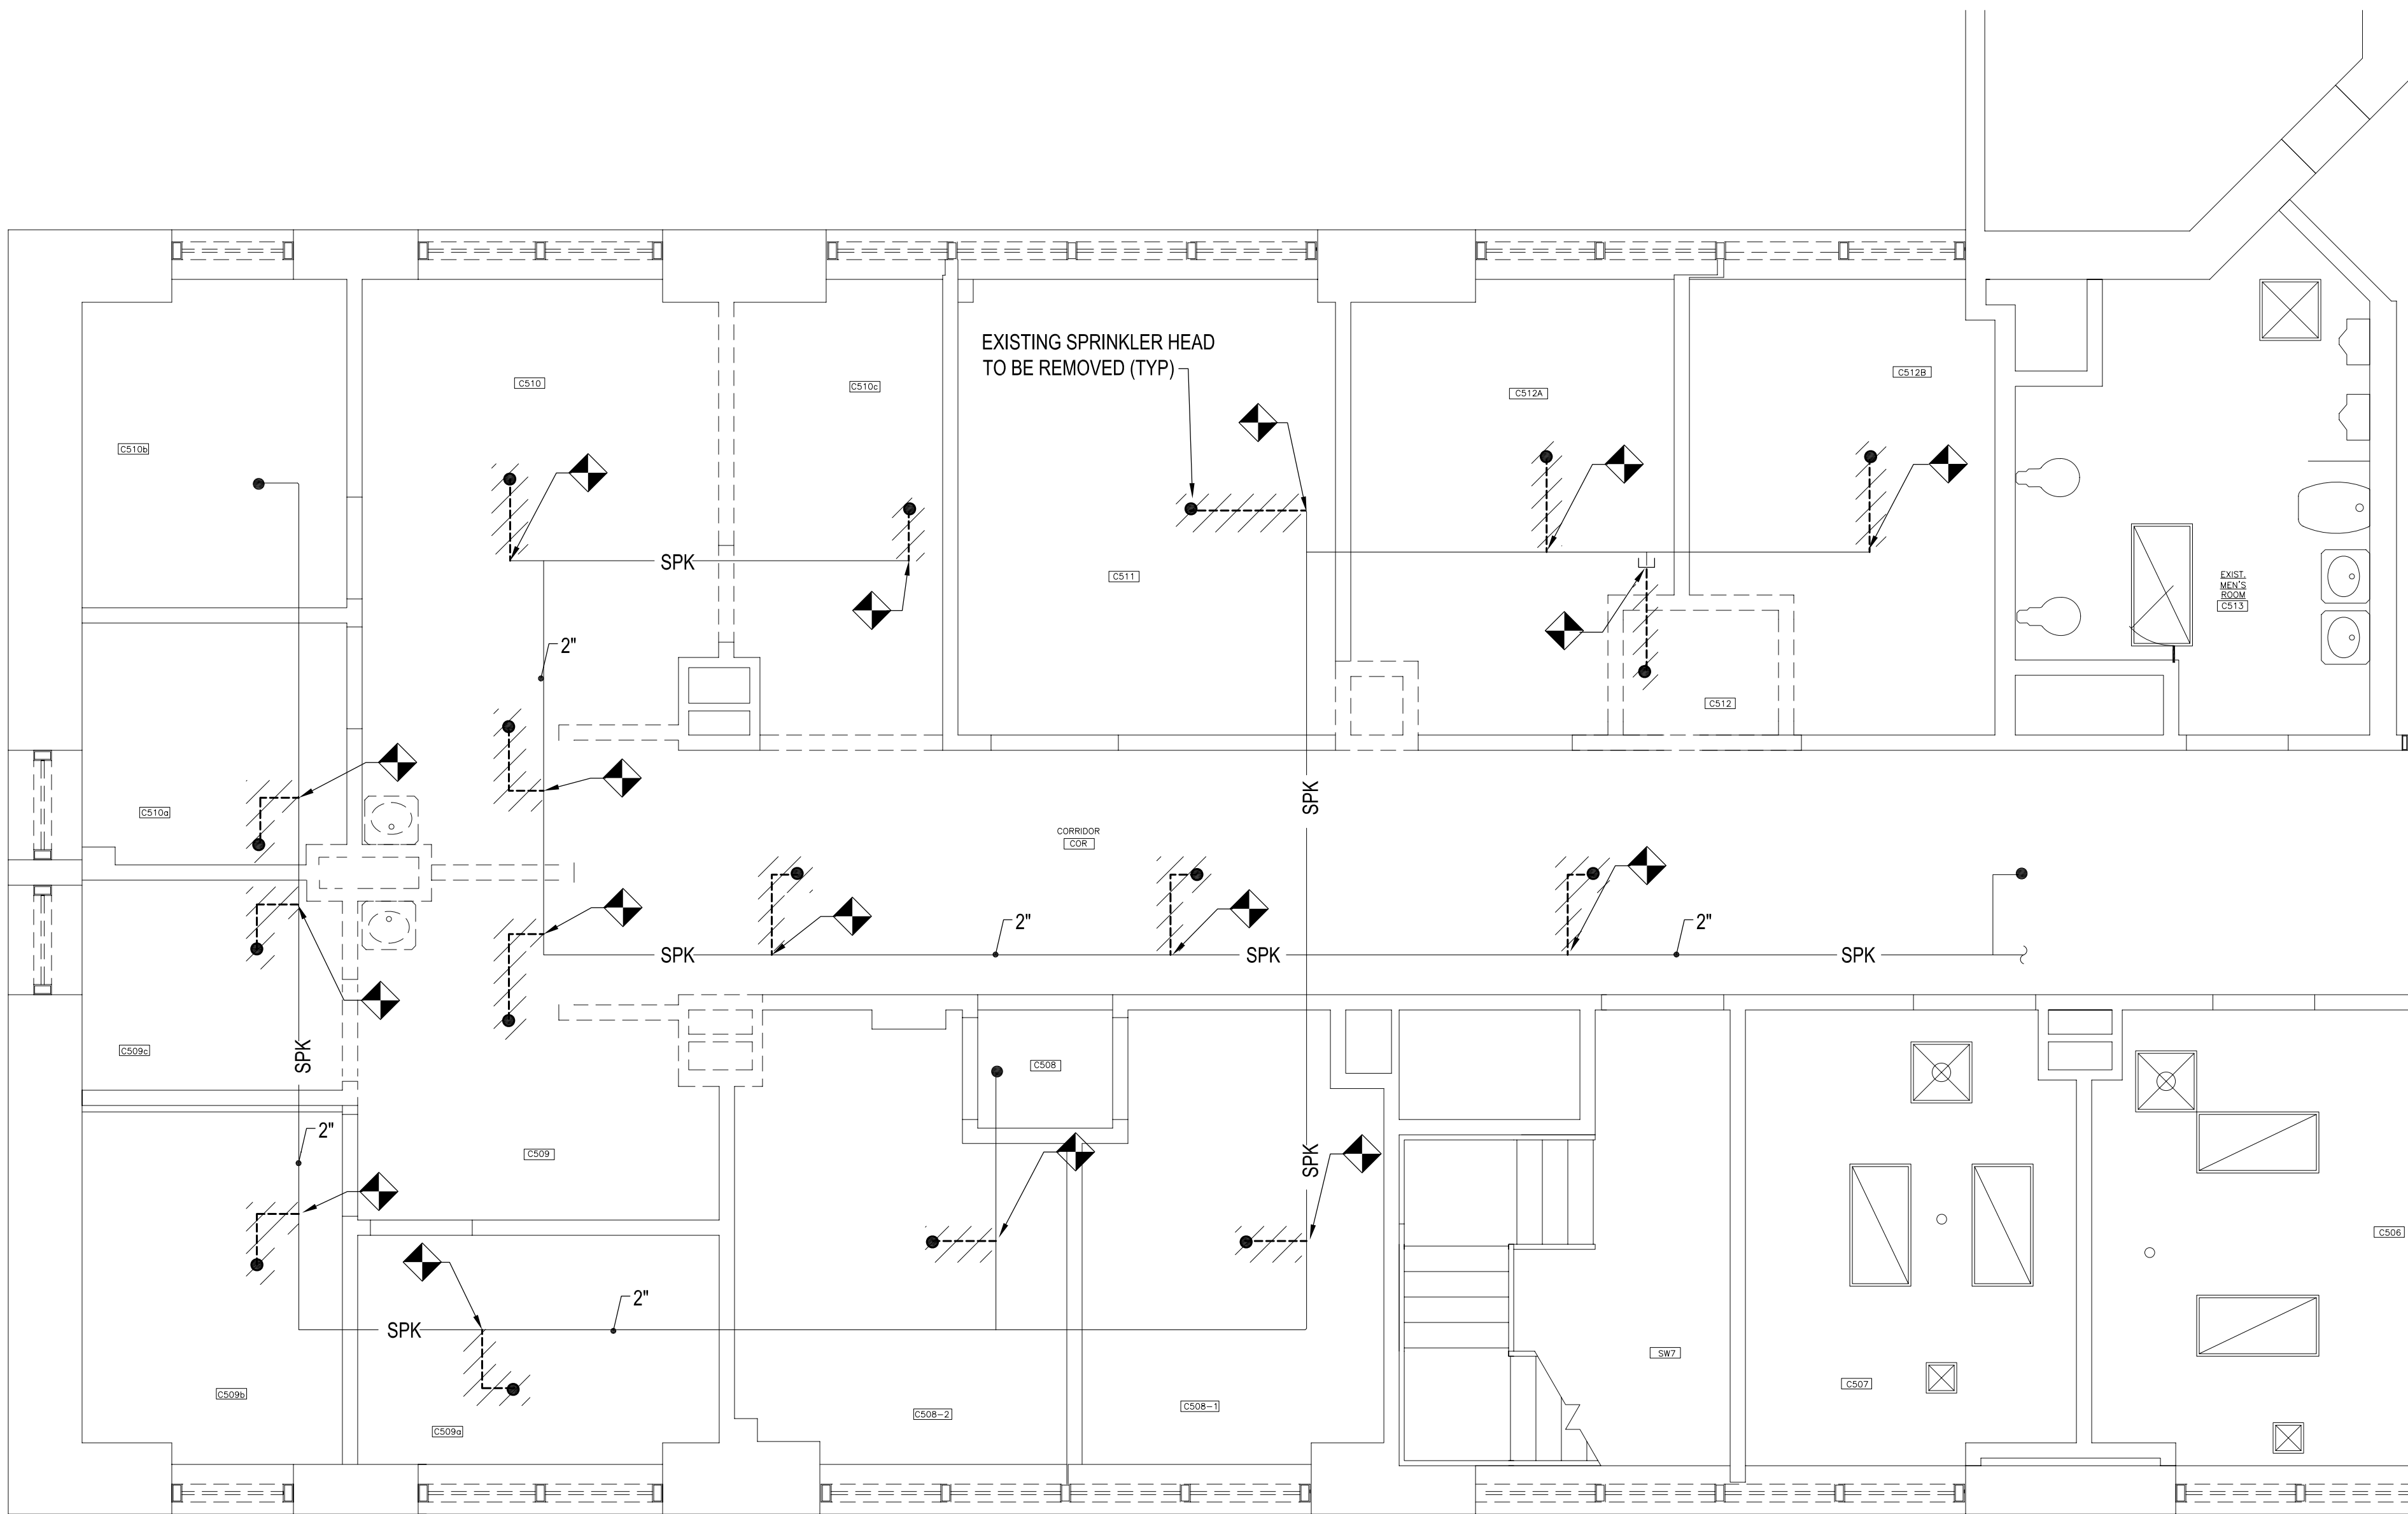 EXISTING SPRINKLER HEAD
TO BE REMOVED (TYP)
C510
C510c
C512A
C512B
C510b
SPK
C511
EXIST.
MEN'S
ROOM
C513
2"
C512
SPK
C510a
CORRIDOR
COR
2"
2"
SPK
SPK
SPK
SPK
C509c
C508
2"
C509
SPK
C506
2"
SPK
SW7
C507
C509b
C508-2
C508-1
C509a